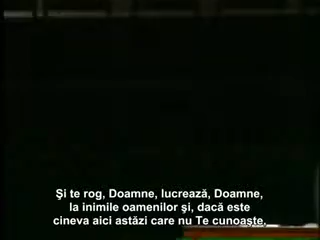 Şi te rog, Doamne, lucrează, Doamne,
la inimile oamenilor şi, dacă este
cineva aici astăzi care nu Te cunoaşte,